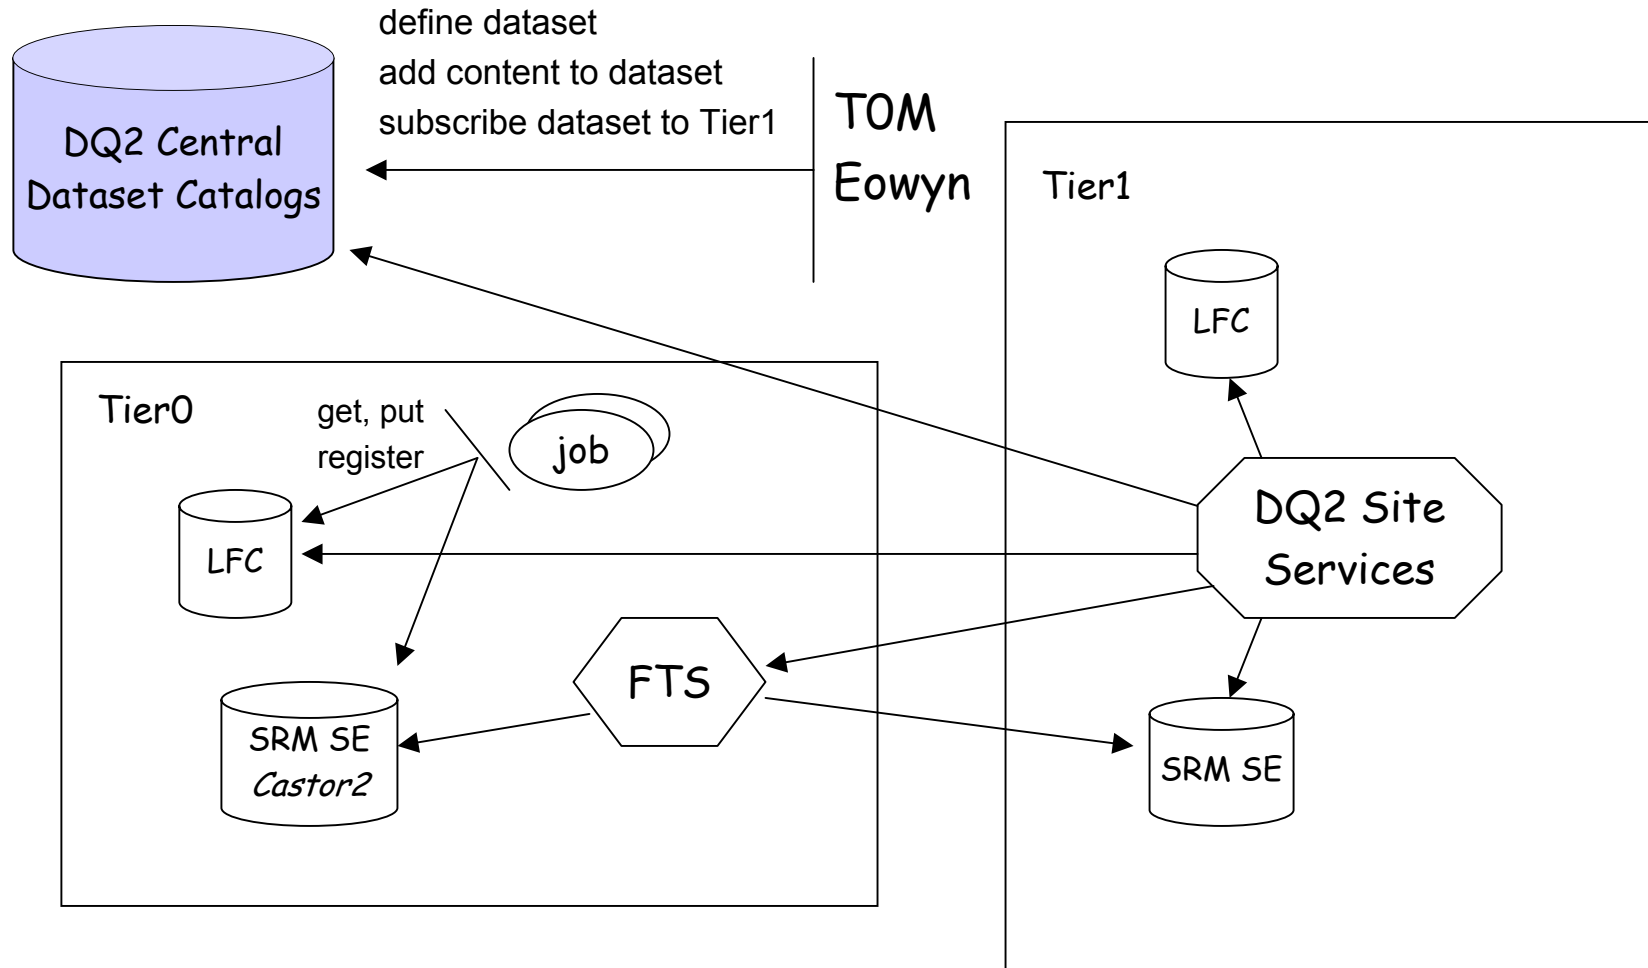 define dataset
add content to dataset
subscribe dataset to Tier1
DQ2 Central
Dataset Catalogs
TOM
Eowyn
Tier1
LFC
Tier0
get, put
register
job
LFC
DQ2 Site
Services
FTS
SRM SE
Castor2
SRM SE